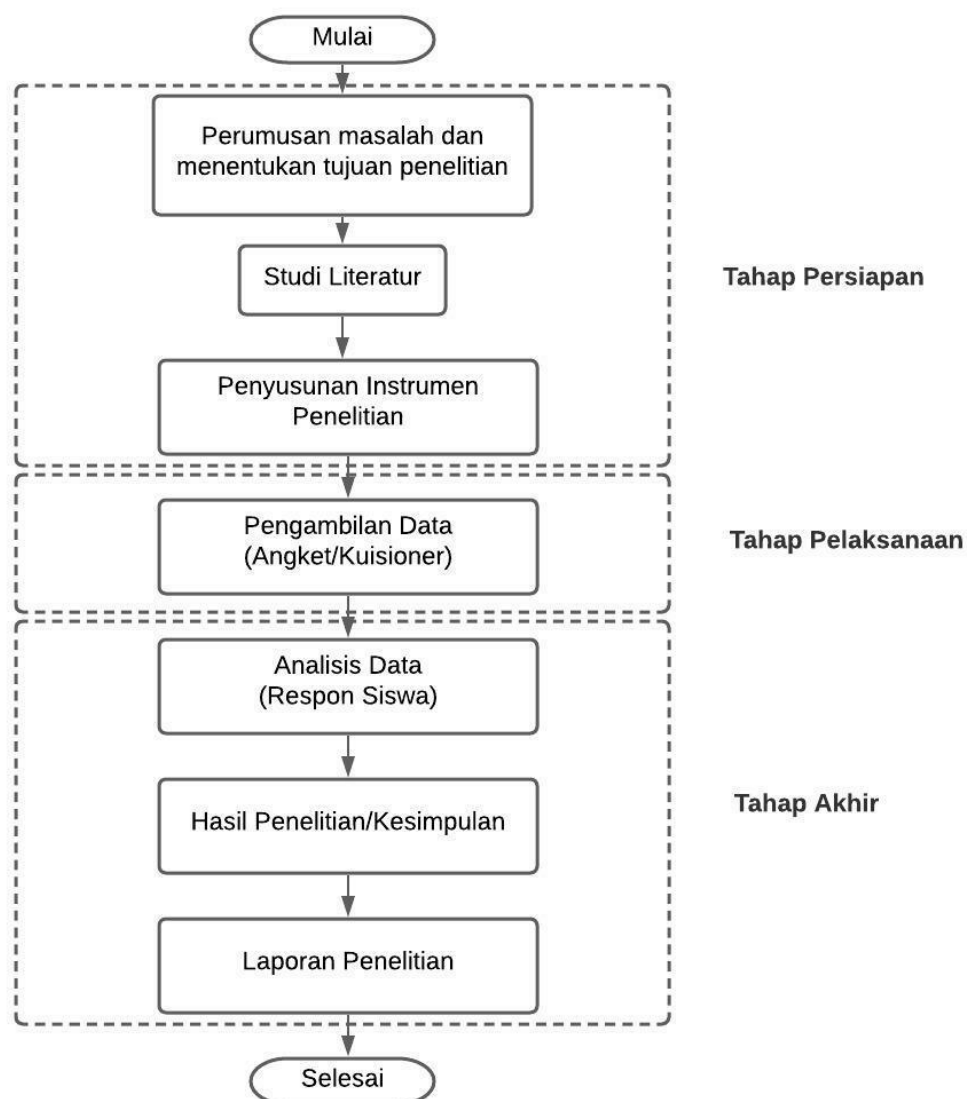 Mulai
Perumusan masalah dan
menentukan tujuan penelitian
Studi Literatur
Tahap Persiapan
Penyusunan Instrumen
Penelitian
Pengambilan Data
(Angket/Kuisioner)
Tahap Pelaksanaan
Analisis Data
(Respon Siswa)
Tahap Akhir
Hasil Penelitian/Kesimpulan
Laporan Penelitian
Selesai